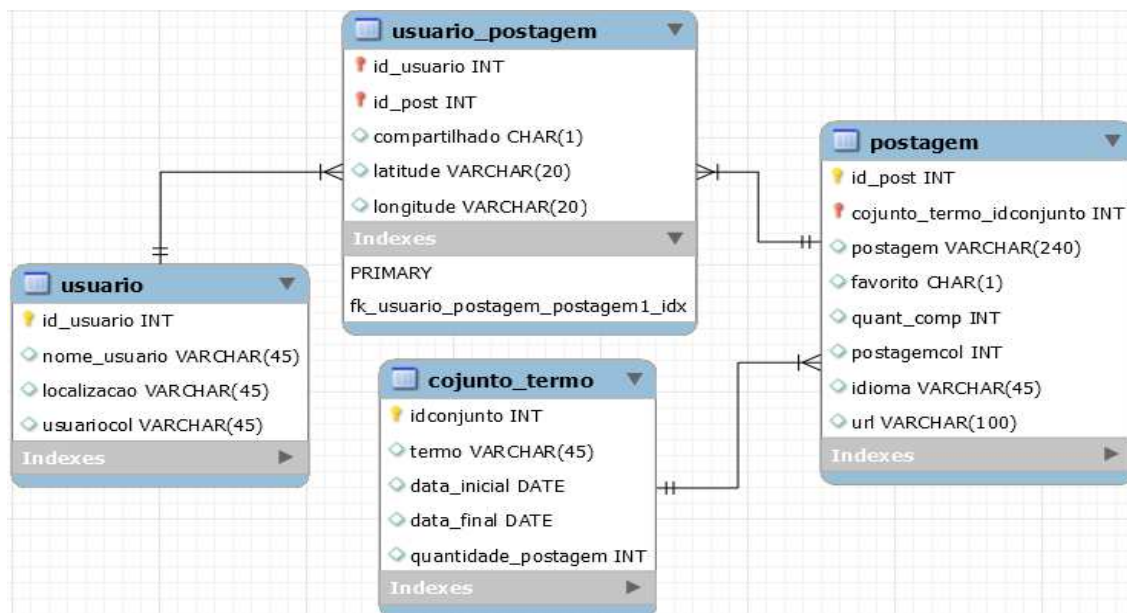 usuario_postagem
id_usuario INT
id_post INT
compartilhado CHAR(1)
latitude VARCHAR(20)
longitude VARCHAR(20)
Indexes
PRIMARY
fk_usuario_postagem_postagem1_idx
postagem
id_post INT
cojunto_termo_idconjunto INT
postagem VARCHAR(240)
favorito CHAR(1)
quant_comp INT
postagemcol INT
idioma VARCHAR(45)
url VARCHAR(100)
Indexes
usuario
id_usuario INT
nome_usuario VARCHAR(45)
localizacao VARCHAR(45)
usuariocol VARCHAR(45)
Indexes
cojunto_termo
idconjunto INT
termo VARCHAR(45)
data_inicial DATE
data_final DATE
quantidade_postagem INT
Indexes